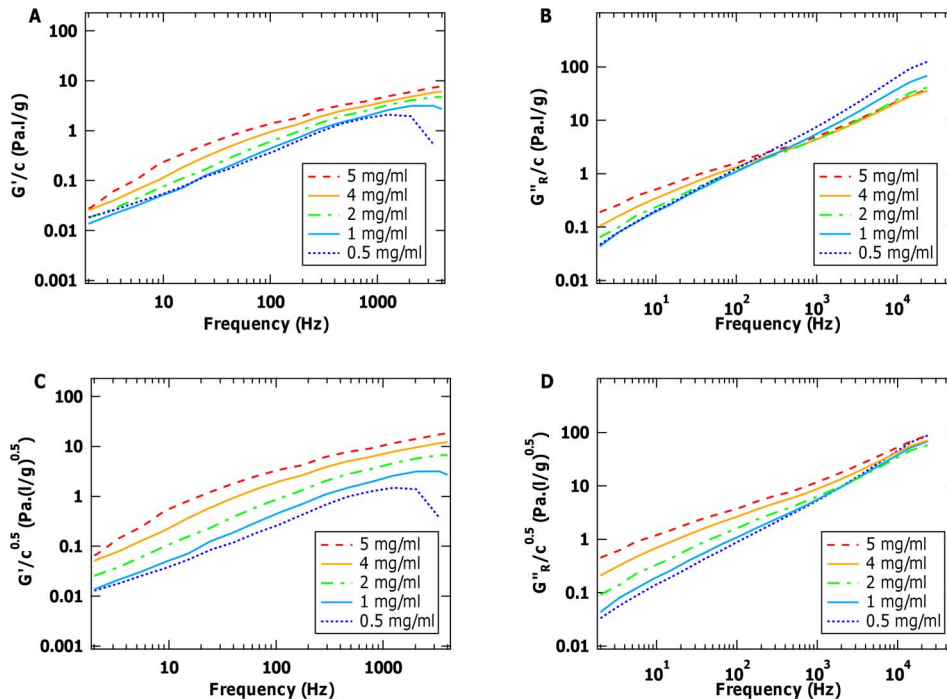 A
G'/c (Pa.l/g)
100
10
1
0.1
0.01
0.001
5 mg/ml
4 mg/ml
2 mg/ml
1 mg/ml
0.5 mg/ml
10
100
1000
Frequency (Hz)
B
G"R/c (Pa.l/g)
100
10
1
0.1
0.01
5 mg/ml
4 mg/ml
2 mg/ml
1 mg/ml
0.5 mg/ml
10¹
10²
10³
10⁴
Frequency (Hz)
C
G'/c^0.5 (Pa.(l/g)^0.5)
100
10
1
0.1
0.01
0.001
5 mg/ml
4 mg/ml
2 mg/ml
1 mg/ml
0.5 mg/ml
10
100
1000
Frequency (Hz)
D
G"R/c^0.5 (Pa.(l/g)^0.5)
100
10
1
0.1
0.01
5 mg/ml
4 mg/ml
2 mg/ml
1 mg/ml
0.5 mg/ml
10¹
10²
10³
10⁴
Frequency (Hz)